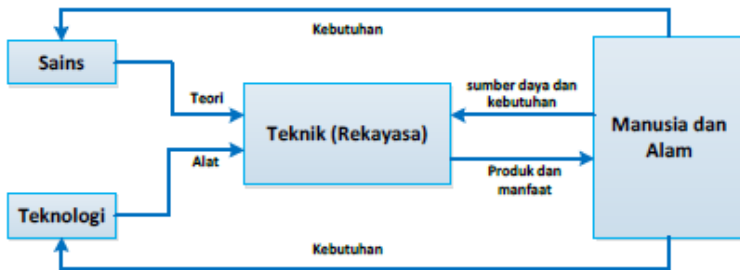 Kebutuhan
Sains
Teori
Teknik (Rekayasa)
sumber daya dan
kebutuhan
Manusia dan
Alam
Alat
Produk dan
manfaat
Teknologi
Kebutuhan